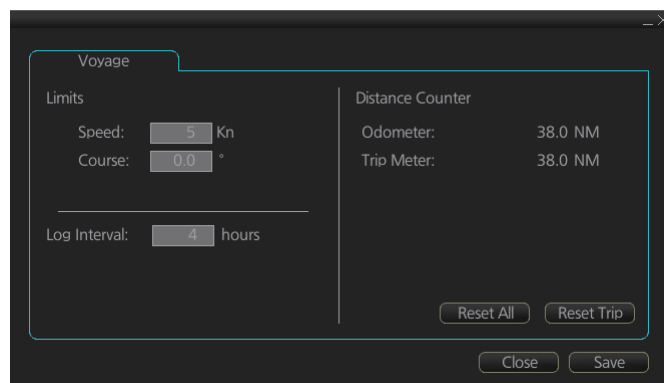 Voyage
Limits
Speed: 5 Kn
Course: 0.0 °
Log Interval: 4 hours
Distance Counter
Odometer: 38.0 NM
Trip Meter: 38.0 NM
Reset All Reset Trip
Close Save